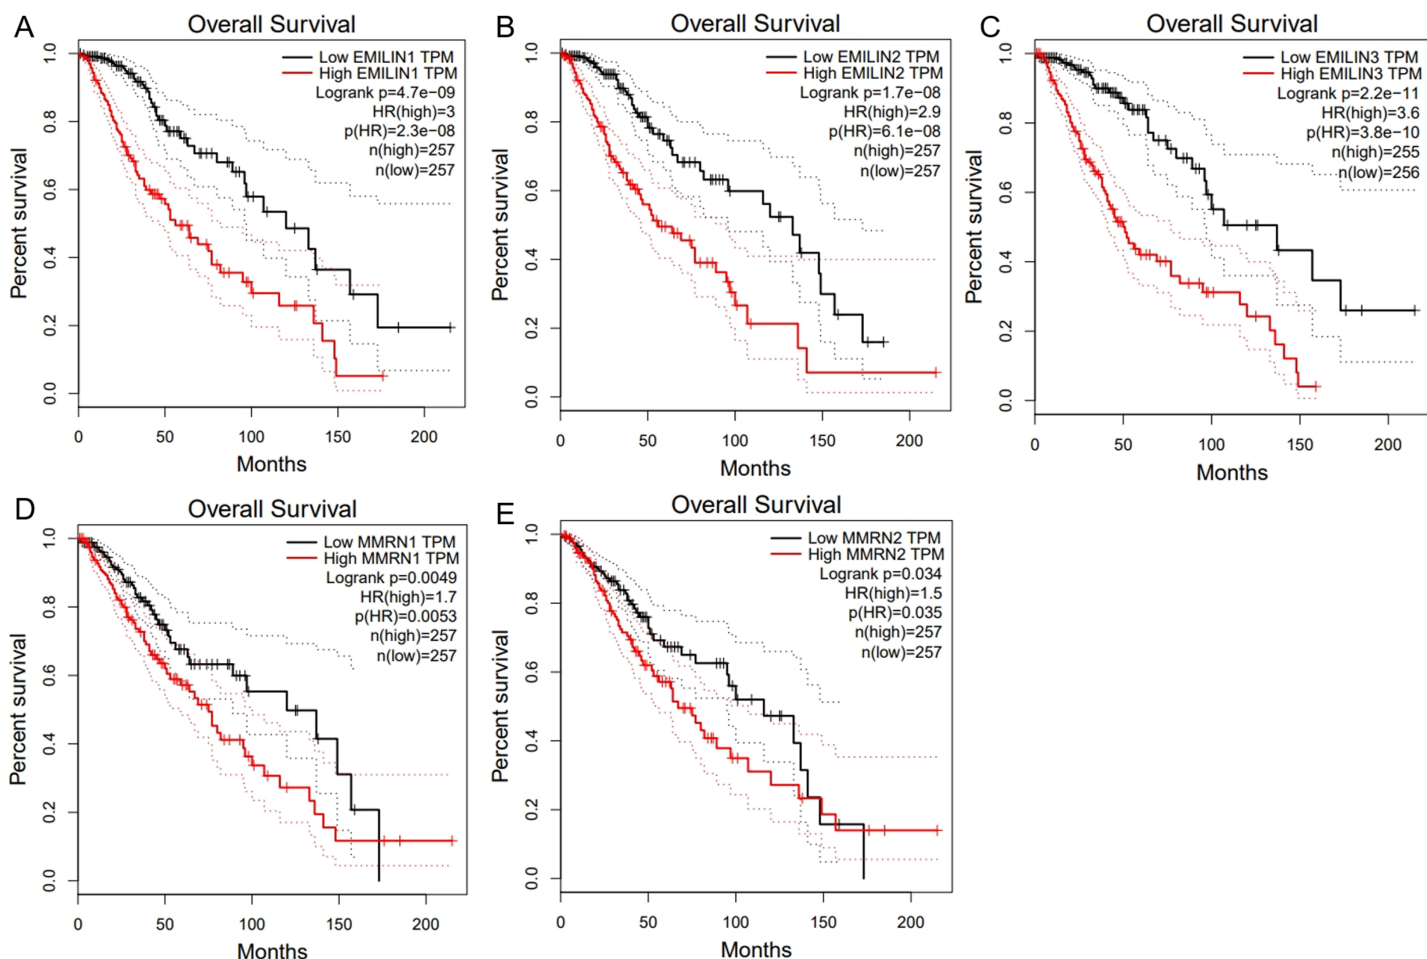 A
Overall Survival
Low EMILIN1 TPM
High EMILIN1 TPM
Logrank p=4.7e−09
HR(high)=3
p(HR)=2.3e−08
n(high)=257
n(low)=257
Percent survival
0.0 0.2 0.4 0.6 0.8 1.0
0 50 100 150 200
Months
B
Overall Survival
Low EMILIN2 TPM
High EMILIN2 TPM
Logrank p=1.7e−08
HR(high)=2.9
p(HR)=6.1e−08
n(high)=257
n(low)=257
Percent survival
0.0 0.2 0.4 0.6 0.8 1.0
0 50 100 150 200
Months
C
Overall Survival
Low EMILIN3 TPM
High EMILIN3 TPM
Logrank p=2.2e−11
HR(high)=3.6
p(HR)=3.8e−10
n(high)=255
n(low)=256
Percent survival
0.0 0.2 0.4 0.6 0.8 1.0
0 50 100 150 200
Months
D
Overall Survival
Low MMRN1 TPM
High MMRN1 TPM
Logrank p=0.0049
HR(high)=1.7
p(HR)=0.0053
n(high)=257
n(low)=257
Percent survival
0.0 0.2 0.4 0.6 0.8 1.0
0 50 100 150 200
Months
E
Overall Survival
Low MMRN2 TPM
High MMRN2 TPM
Logrank p=0.034
HR(high)=1.5
p(HR)=0.035
n(high)=257
n(low)=257
Percent survival
0.0 0.2 0.4 0.6 0.8 1.0
0 50 100 150 200
Months